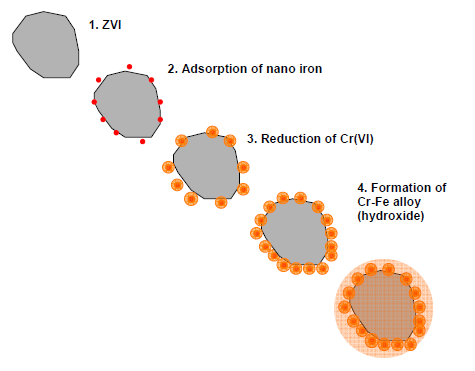 1. ZVI
2. Adsorption of nano iron
3. Reduction of Cr(VI)
4. Formation of
Cr-Fe alloy
(hydroxide)